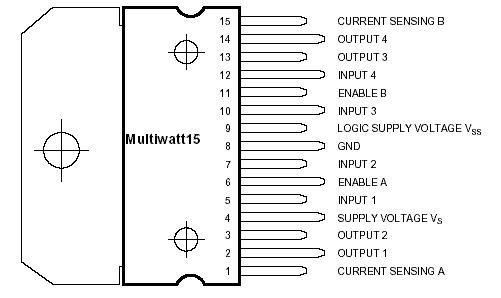 15 CURRENT SENSING B
14 OUTPUT 4
13 OUTPUT 3
12 INPUT 4
11 ENABLE B
10 INPUT 3
9 LOGIC SUPPLY VOLTAGE VSS
8 GND
Multiwatt15
7 INPUT 2
6 ENABLE A
5 INPUT 1
4 SUPPLY VOLTAGE VS
3 OUTPUT 2
2 OUTPUT 1
1 CURRENT SENSING A